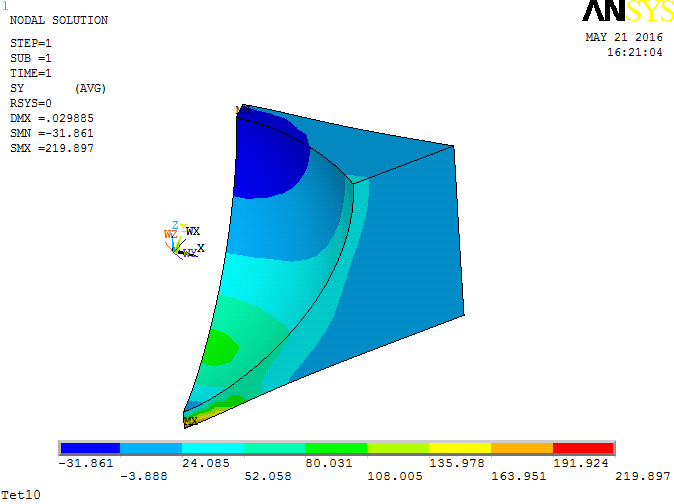 1
NODAL SOLUTION
ANSYS
MAY 21 2016
16:21:04
STEP=1
SUB =1
TIME=1
SY (AVG)
RSYS=0
DMX =.029885
SMN =-31.861
SMX =219.897
MN
Z Y
WZ WX
X
WY
MX
-31.861 24.085 80.031 135.978 191.924
-3.888 52.058 108.005 163.951 219.897
Tet10